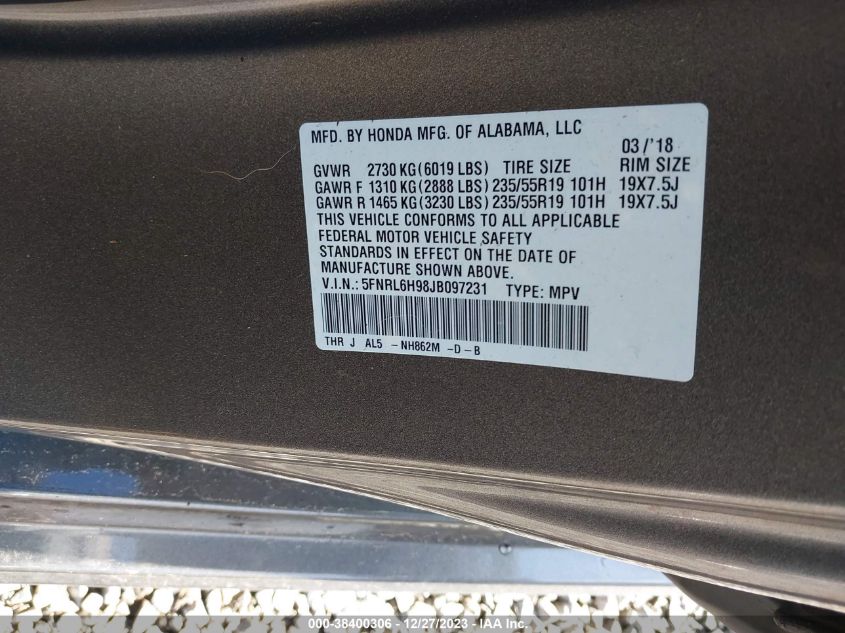 MFD. BY HONDA MFG. OF ALABAMA, LLC
03/'18
GVWR 2730 KG(6019 LBS) TIRE SIZE RIM SIZE
GAWR F 1310 KG(2888 LBS) 235/55R19 101H 19X7.5J
GAWR R 1465 KG(3230 LBS) 235/55R19 101H 19X7.5J
THIS VEHICLE CONFORMS TO ALL APPLICABLE
FEDERAL MOTOR VEHICLE SAFETY
STANDARDS IN EFFECT ON THE DATE OF
MANUFACTURE SHOWN ABOVE.
V.I.N.: 5FNRL6H98JB097231 TYPE: MPV
THR J AL5 -NH862M -D-B
000-38400306 - 12/27/2023 - IAA Inc.